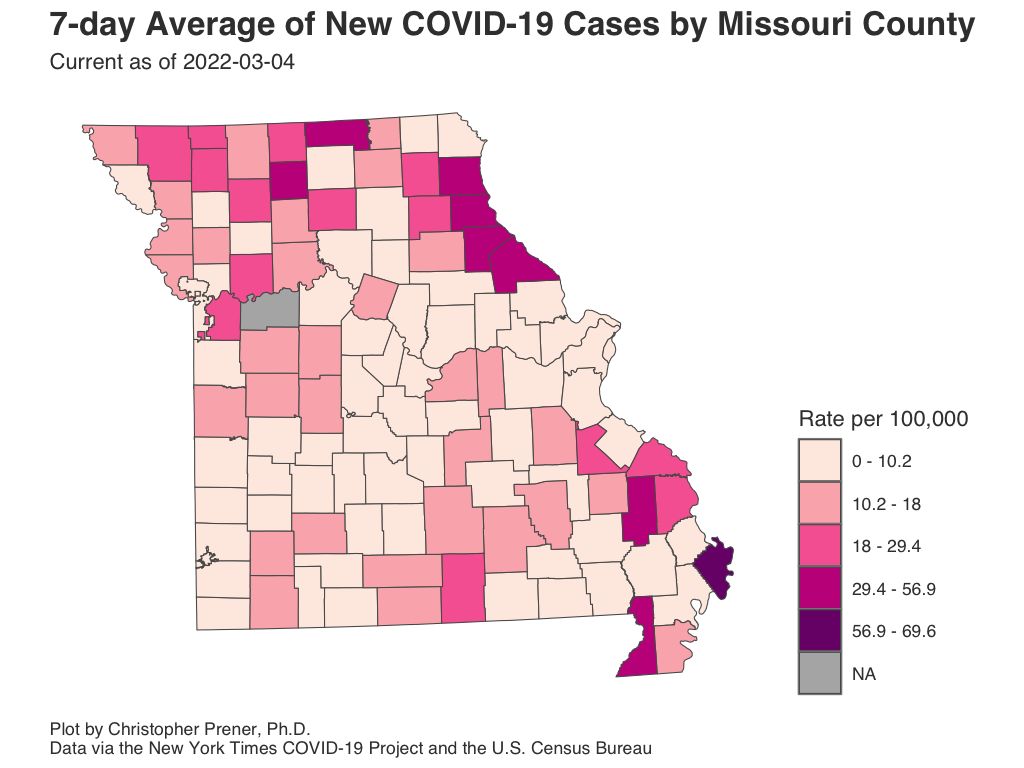 7-day Average of New COVID-19 Cases by Missouri County
Current as of 2022-03-04
Rate per 100,000
0 - 10.2
10.2 - 18
18 - 29.4
29.4 - 56.9
56.9 - 69.6
NA
Plot by Christopher Prener, Ph.D.
Data via the New York Times COVID-19 Project and the U.S. Census Bureau